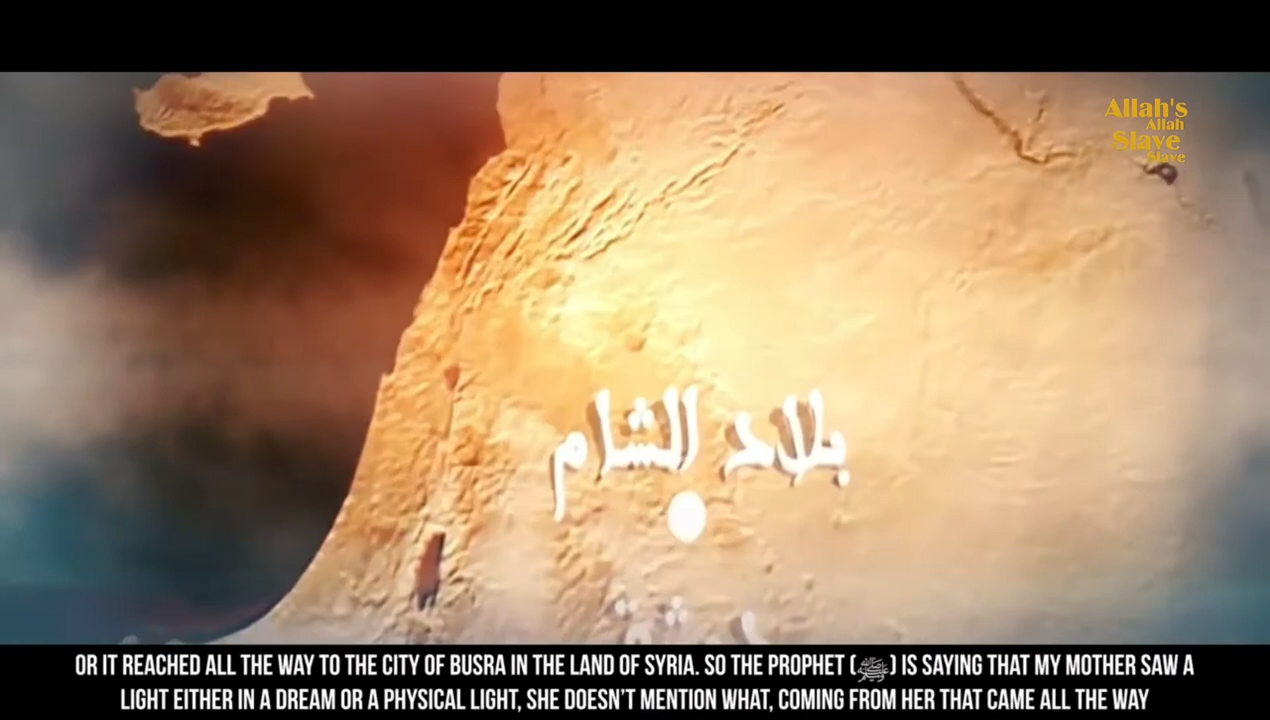 Allah's
Allah
Slave
Slave
بلاد الشام
OR IT REACHED ALL THE WAY TO THE CITY OF BUSRA IN THE LAND OF SYRIA. SO THE PROPHET (ﷺ) IS SAYING THAT MY MOTHER SAW A
LIGHT EITHER IN A DREAM OR A PHYSICAL LIGHT, SHE DOESN'T MENTION WHAT, COMING FROM HER THAT CAME ALL THE WAY